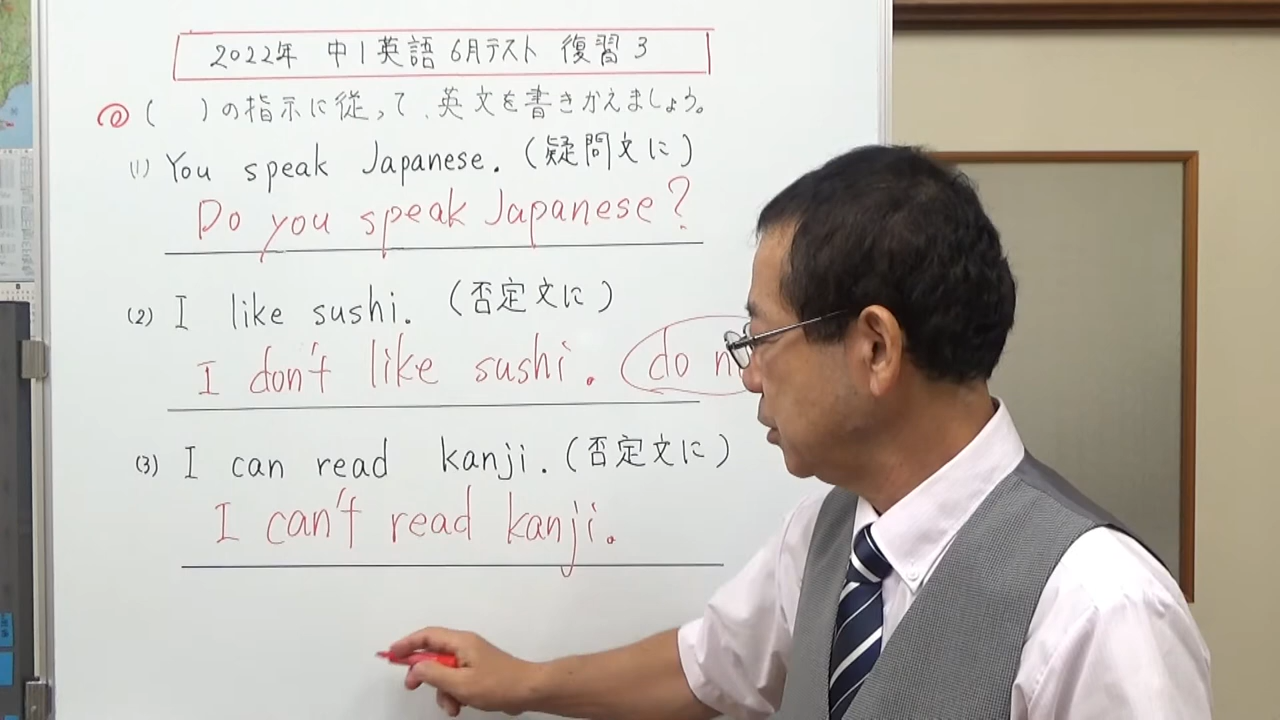 2022年 中1英語 6月テスト 復習 3
( )の指示に従って、英文を書きかえましょう。
(1) You speak Japanese. (疑問文に)
Do you speak Japanese?
(2) I like sushi. (否定文に)
I don't like sushi. do
(3) I can read kanji. (否定文に)
I can't read kanji.